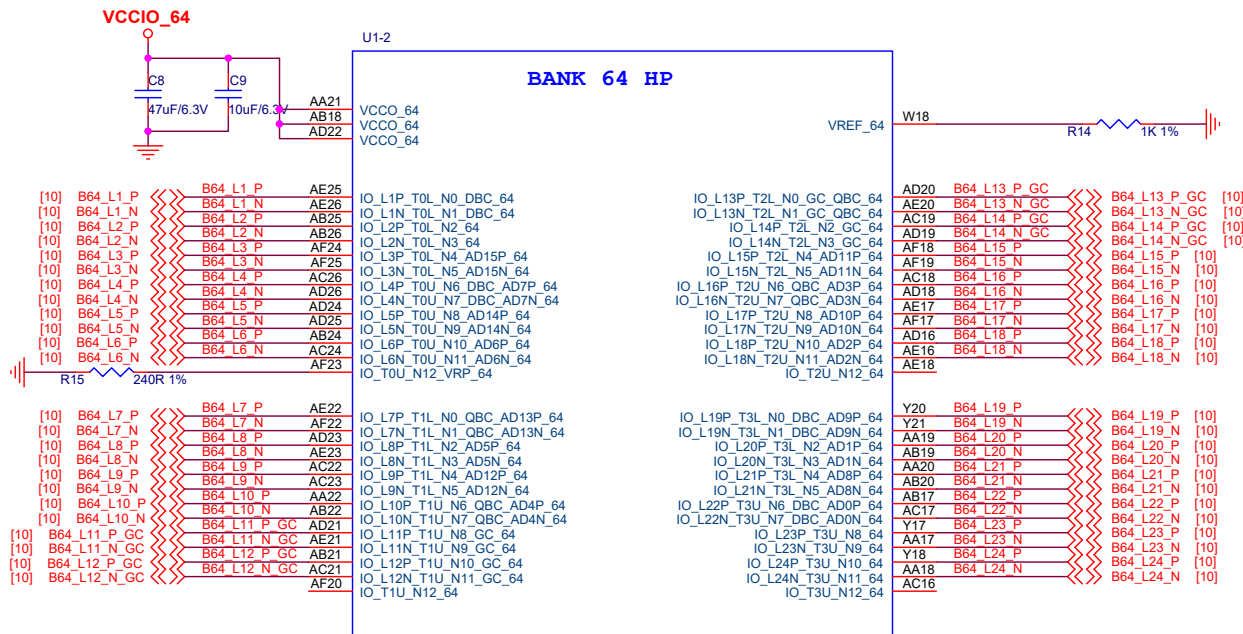 VCCIO_64
U1-2
BANK 64 HP
C8
C9
47uF/6.3V
10uF/6.3V
AA21 VCCO_64
AB18 VCCO_64
AD22 VCCO_64
VREF_64 W18
R14 1K 1%
[10] B64_L1_P B64_L1_P AE25 IO_L1P_T0L_N0_DBC_64
[10] B64_L1_N B64_L1_N AE26 IO_L1N_T0L_N1_DBC_64
[10] B64_L2_P B64_L2_P AB25 IO_L2P_T0L_N2_64
[10] B64_L2_N B64_L2_N AB26 IO_L2N_T0L_N3_64
[10] B64_L3_P B64_L3_P AF24 IO_L3P_T0L_N4_AD15P_64
[10] B64_L3_N B64_L3_N AF25 IO_L3N_T0L_N5_AD15N_64
[10] B64_L4_P B64_L4_P AC26 IO_L4P_T0U_N6_DBC_AD7P_64
[10] B64_L4_N B64_L4_N AD26 IO_L4N_T0U_N7_DBC_AD7N_64
[10] B64_L5_P B64_L5_P AD24 IO_L5P_T0U_N8_AD14P_64
[10] B64_L5_N B64_L5_N AD25 IO_L5N_T0U_N9_AD14N_64
[10] B64_L6_P B64_L6_P AB24 IO_L6P_T0U_N10_AD6P_64
[10] B64_L6_N B64_L6_N AC24 IO_L6N_T0U_N11_AD6N_64
R15 240R 1% AF23 IO_T0U_N12_VRP_64
[10] B64_L7_P B64_L7_P AE22 IO_L7P_T1L_N0_QBC_AD13P_64
[10] B64_L7_N B64_L7_N AF22 IO_L7N_T1L_N1_QBC_AD13N_64
[10] B64_L8_P B64_L8_P AD23 IO_L8P_T1L_N2_AD5P_64
[10] B64_L8_N B64_L8_N AE23 IO_L8N_T1L_N3_AD5N_64
[10] B64_L9_P B64_L9_P AC22 IO_L9P_T1L_N4_AD12P_64
[10] B64_L9_N B64_L9_N AC23 IO_L9N_T1L_N5_AD12N_64
[10] B64_L10_P B64_L10_P AA22 IO_L10P_T1U_N6_QBC_AD4P_64
[10] B64_L10_N B64_L10_N AB22 IO_L10N_T1U_N7_QBC_AD4N_64
[10] B64_L11_P_GC B64_L11_P_GC AD21 IO_L11P_T1U_N8_GC_64
[10] B64_L11_N_GC B64_L11_N_GC AE21 IO_L11N_T1U_N9_GC_64
[10] B64_L12_P_GC B64_L12_P_GC AB21 IO_L12P_T1U_N10_GC_64
[10] B64_L12_N_GC B64_L12_N_GC AC21 IO_L12N_T1U_N11_GC_64
AF20 IO_T1U_N12_64
IO_L13P_T2L_N0_GC_QBC_64 AD20 B64_L13_P_GC B64_L13_P_GC [10]
IO_L13N_T2L_N1_GC_QBC_64 AE20 B64_L13_N_GC B64_L13_N_GC [10]
IO_L14P_T2L_N2_GC_64 AC19 B64_L14_P_GC B64_L14_P_GC [10]
IO_L14N_T2L_N3_GC_64 AD19 B64_L14_N_GC B64_L14_N_GC [10]
IO_L15P_T2L_N4_AD11P_64 AF18 B64_L15_P B64_L15_P [10]
IO_L15N_T2L_N5_AD11N_64 AF19 B64_L15_N B64_L15_N [10]
IO_L16P_T2U_N6_QBC_AD3P_64 AC18 B64_L16_P B64_L16_P [10]
IO_L16N_T2U_N7_QBC_AD3N_64 AD18 B64_L16_N B64_L16_N [10]
IO_L17P_T2U_N8_AD10P_64 AE17 B64_L17_P B64_L17_P [10]
IO_L17N_T2U_N9_AD10N_64 AF17 B64_L17_N B64_L17_N [10]
IO_L18P_T2U_N10_AD2P_64 AD16 B64_L18_P B64_L18_P [10]
IO_L18N_T2U_N11_AD2N_64 AE16 B64_L18_N B64_L18_N [10]
IO_T2U_N12_64 AE18
IO_L19P_T3L_N0_DBC_AD9P_64 Y20 B64_L19_P B64_L19_P [10]
IO_L19N_T3L_N1_DBC_AD9N_64 Y21 B64_L19_N B64_L19_N [10]
IO_L20P_T3L_N2_AD1P_64 AA19 B64_L20_P B64_L20_P [10]
IO_L20N_T3L_N3_AD1N_64 AB19 B64_L20_N B64_L20_N [10]
IO_L21P_T3L_N4_AD8P_64 AA20 B64_L21_P B64_L21_P [10]
IO_L21N_T3L_N5_AD8N_64 AB20 B64_L21_N B64_L21_N [10]
IO_L22P_T3U_N6_DBC_AD0P_64 AB17 B64_L22_P B64_L22_P [10]
IO_L22N_T3U_N7_DBC_AD0N_64 AC17 B64_L22_N B64_L22_N [10]
IO_L23P_T3U_N8_64 Y17 B64_L23_P B64_L23_P [10]
IO_L23N_T3U_N9_64 AA17 B64_L23_N B64_L23_N [10]
IO_L24P_T3U_N10_64 Y18 B64_L24_P B64_L24_P [10]
IO_L24N_T3U_N11_64 AA18 B64_L24_N B64_L24_N [10]
IO_T3U_N12_64 AC16